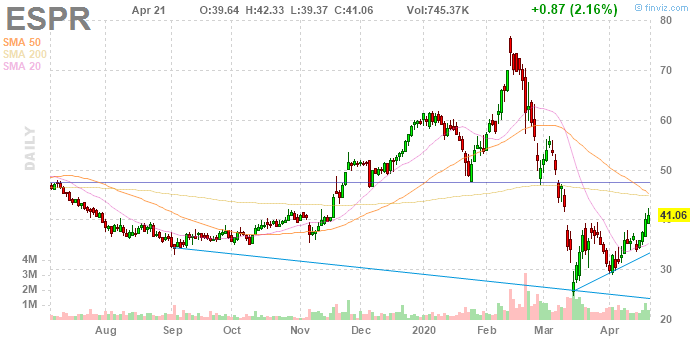 ESPR
Apr 21 O:39.64 H:42.33 L:39.37 C:41.06 Vol:745.37K +0.87 (2.16%)
© finviz.com
SMA 50
SMA 200
SMA 20
DAILY
80
70
60
50
41.06
40
30
20
4M
3M
2M
1M
Aug Sep Oct Nov Dec 2020 Feb Mar Apr